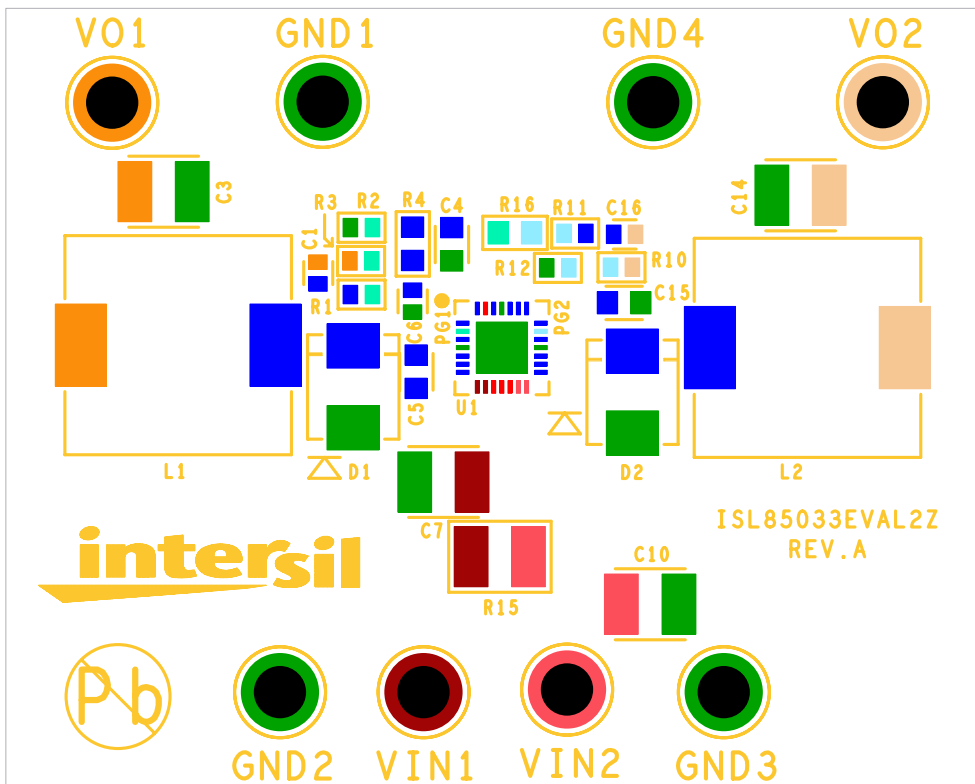 VO1 GND1 GND4 VO2
C3 R3 R2 R4 C4 R16 R11 C16 C14
C1 R12 R10
R1 C6 PG1 PG2 C15
C5 U1
L1 D1 D2 L2
C7
ISL85033EVAL2Z
REV.A
intersil
R15 C10
Pb
GND2 VIN1 VIN2 GND3